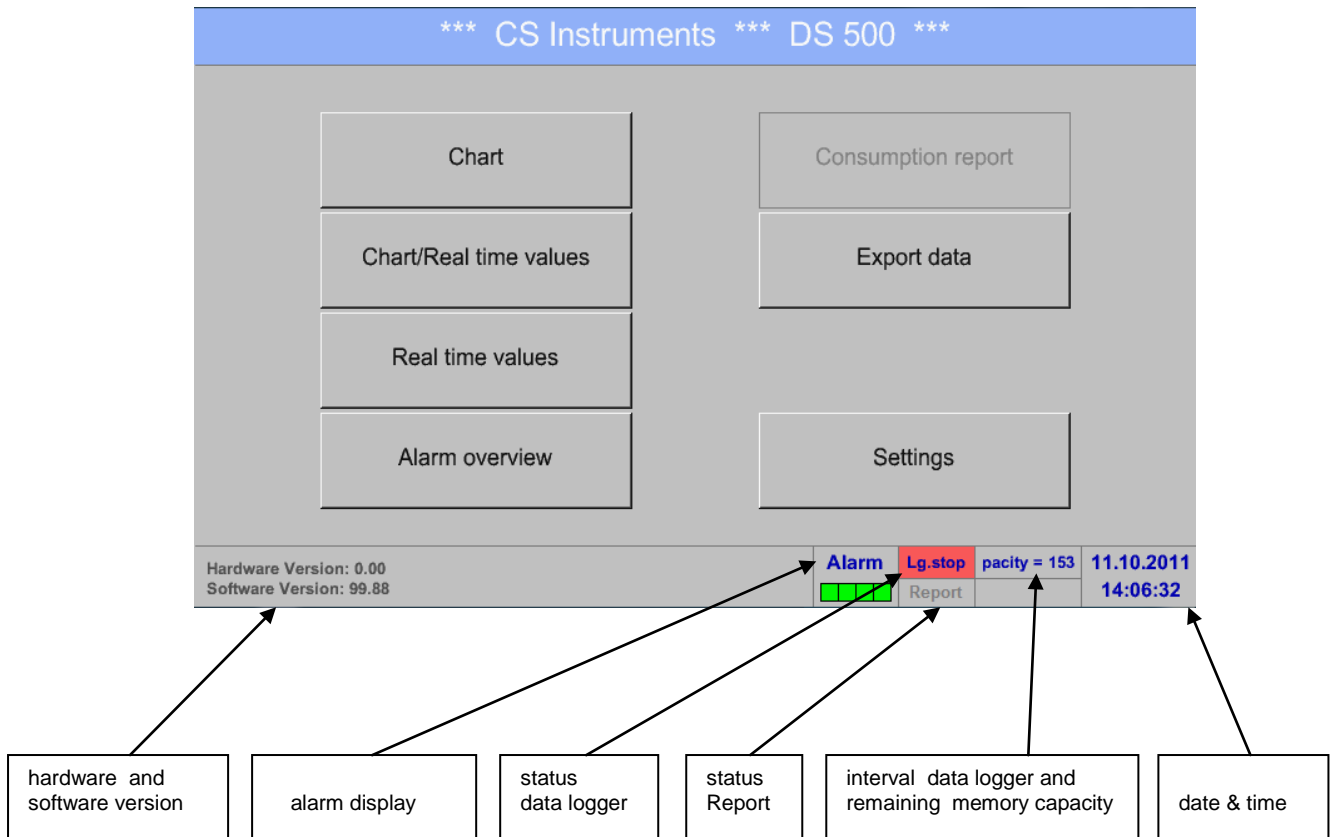 *** CS Instruments *** DS 500 ***
Chart
Consumption report
Chart/Real time values
Export data
Real time values
Alarm overview
Settings
Hardware Version: 0.00
Software Version: 99.88
Alarm
Lg.stop
Report
pacity = 153
11.10.2011
14:06:32
hardware and
software version
alarm display
status
data logger
status
Report
interval data logger and
remaining memory capacity
date & time